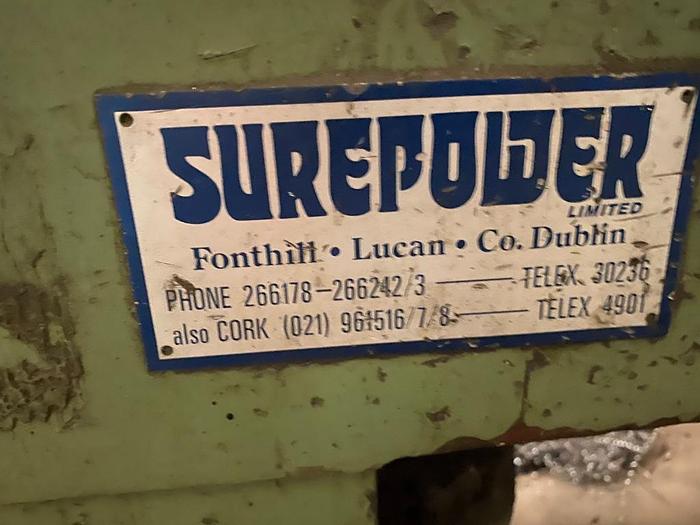 SUREPOWER
LIMITED
Fonthill • Lucan • Co. Dublin
PHONE 266178–266242/3 —— TELEX 30236
also CORK (021) 961516/7/8 —— TELEX 4901